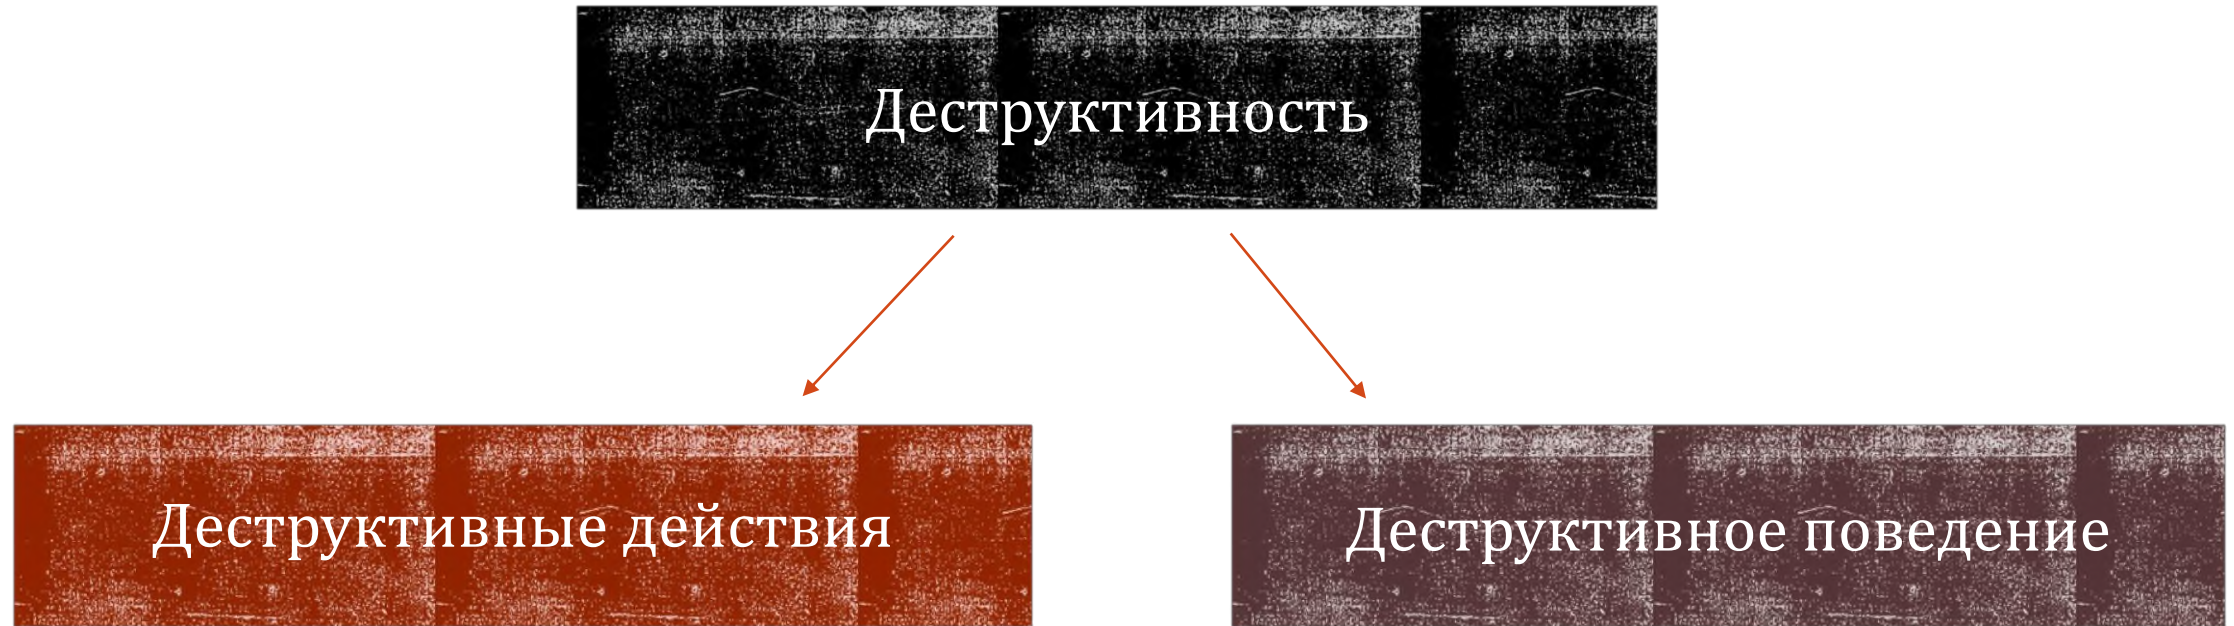 Деструктивность
Деструктивные действия
Деструктивное поведение